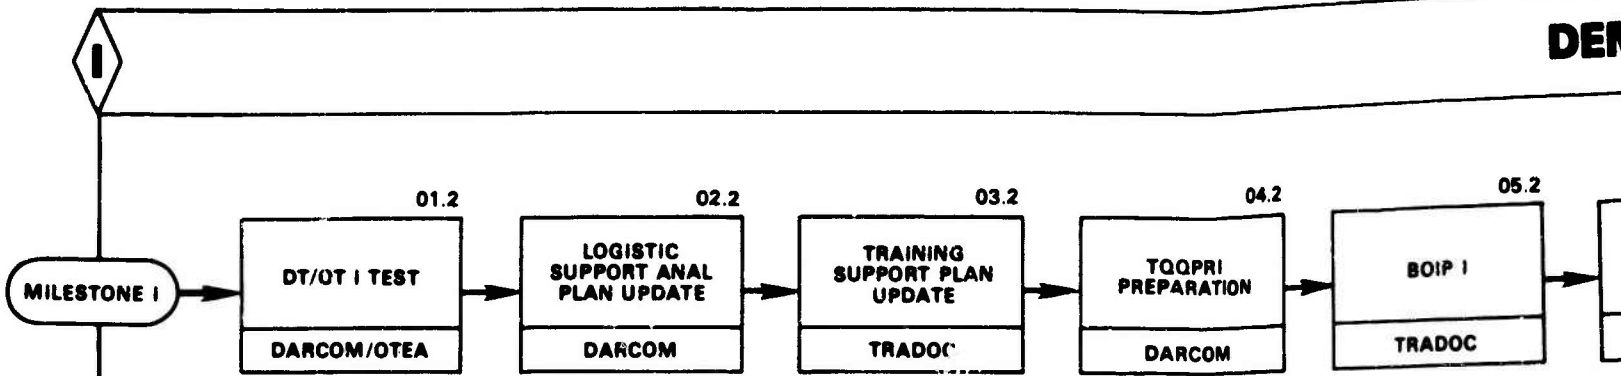 I
DEM
01.2
02.2
03.2
04.2
05.2
MILESTONE I
DT/OT I TEST
DARCOM/OTEA
LOGISTIC
SUPPORT ANAL
PLAN UPDATE
DARCOM
TRAINING
SUPPORT PLAN
UPDATE
TRADOC
TQQPRI
PREPARATION
DARCOM
BOIP I
TRADOC